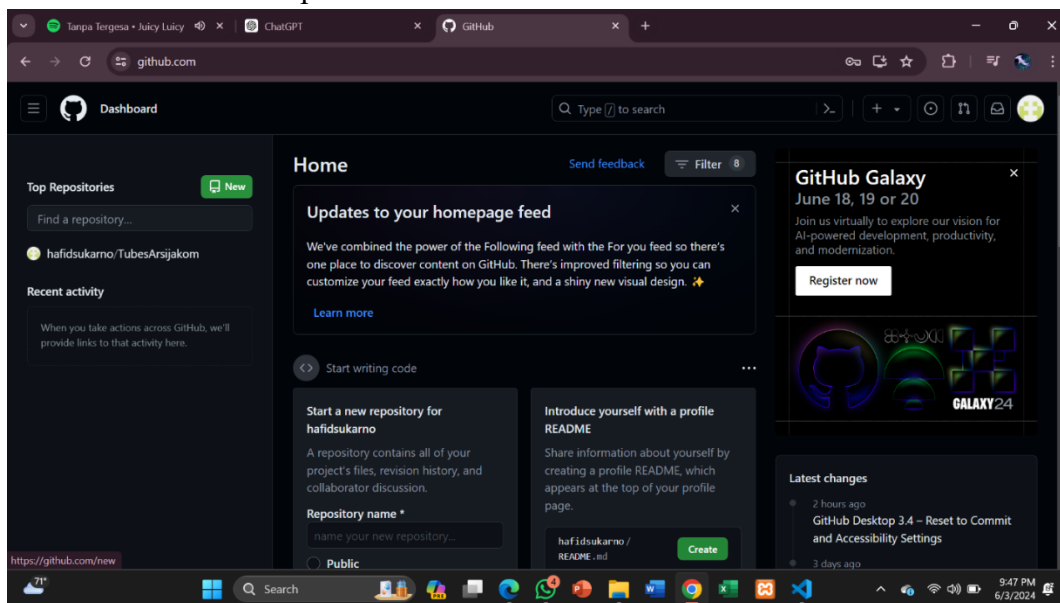 Tanpa Tergesa • Juicy Luicy
ChatGPT
GitHub
github.com
Dashboard
Type / to search
Top Repositories
New
Find a repository...
hafidsukarno/TubesArsijakom
Recent activity
When you take actions across GitHub, we'll
provide links to that activity here.
Home
Send feedback
Filter 8
Updates to your homepage feed
We've combined the power of the Following feed with the For you feed so there's
one place to discover content on GitHub. There's improved filtering so you can
customize your feed exactly how you like it, and a shiny new visual design. ✨
Learn more
Start writing code
Start a new repository for
hafidsukarno
A repository contains all of your
project's files, revision history, and
collaborator discussion.
Repository name *
name your new repository...
Public
Introduce yourself with a profile
README
Share information about yourself by
creating a profile README, which
appears at the top of your profile
page.
hafidsukarno /
README.md
Create
GitHub Galaxy
June 18, 19 or 20
Join us virtually to explore our vision for
AI-powered development, productivity,
and modernization.
Register now
GALAXY24
Latest changes
2 hours ago
GitHub Desktop 3.4 – Reset to Commit
and Accessibility Settings
3 days ago
https://github.com/new
71°
Search
4
9:47 PM
6/3/2024